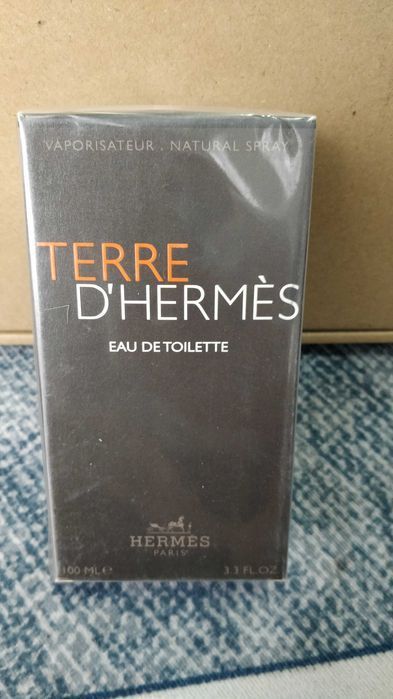 VAPORISATEUR . NATURAL SPRAY
TERRE
D'HERMÈS
EAU DE TOILETTE
HERMÈS
PARIS
100 ML℮ 3.3 FL.OZ